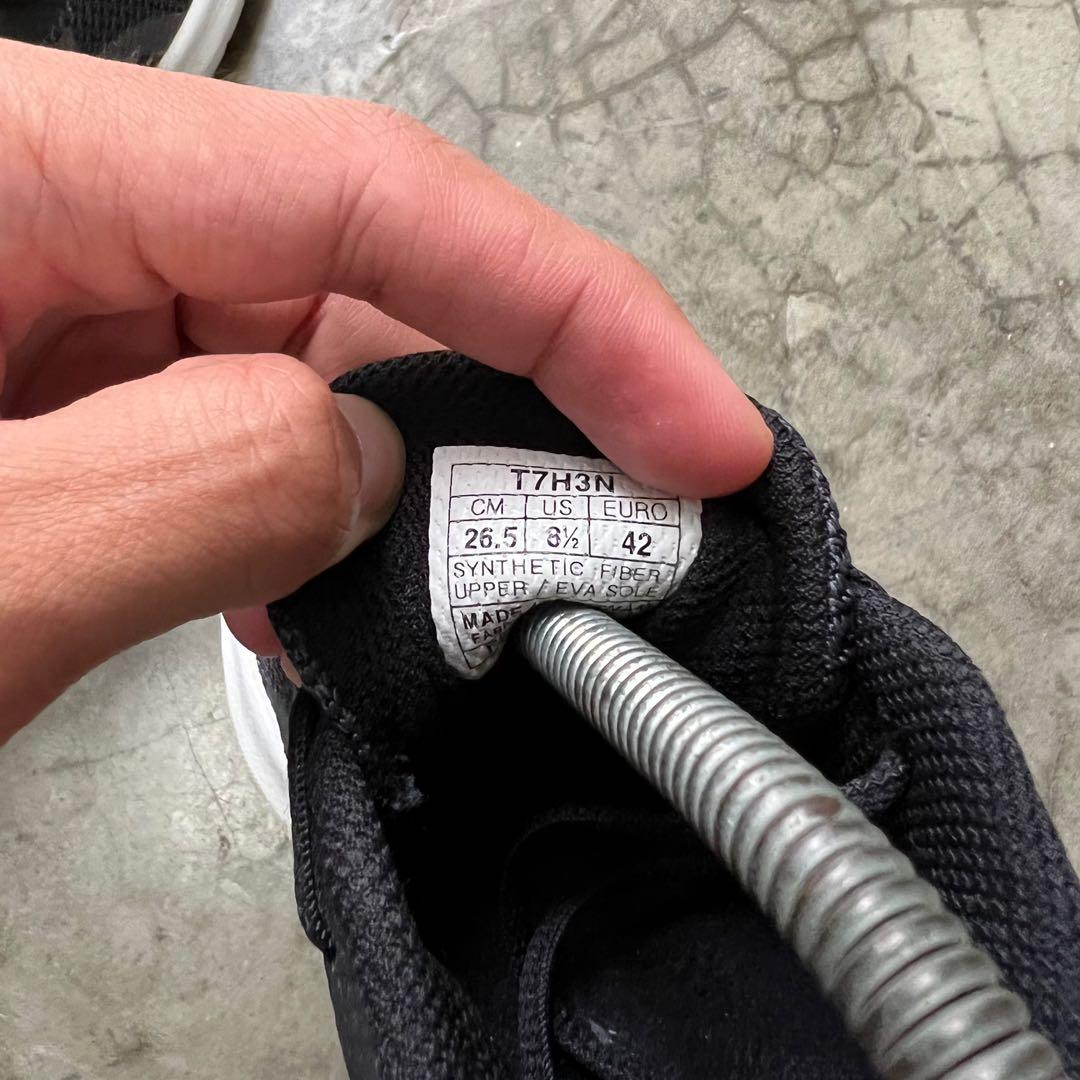 T7H3N
CM US EURO
26.5 8½ 42
SYNTHETIC FIBER
UPPER / EVA SOLE
MADE